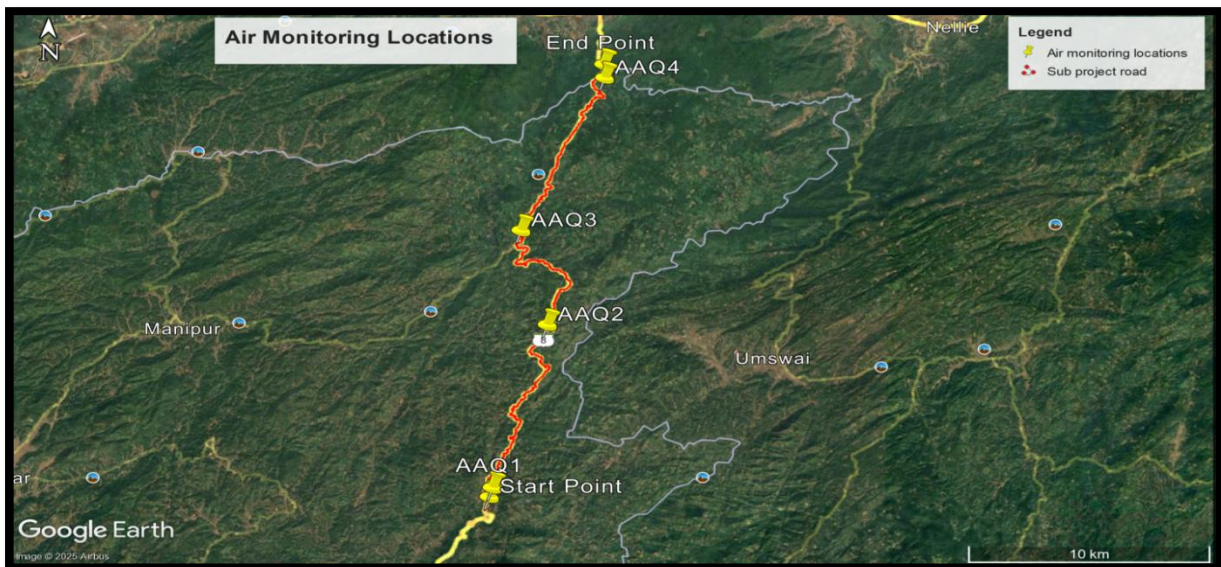 N
Air Monitoring Locations
Nellie
Legend
Air monitoring locations
Sub project road
End Point
AAQ4
AAQ3
AAQ2
8
Manipur
Umswai
AAQ1
Start Point
ar
Google Earth
Image © 2025 Airbus
10 km